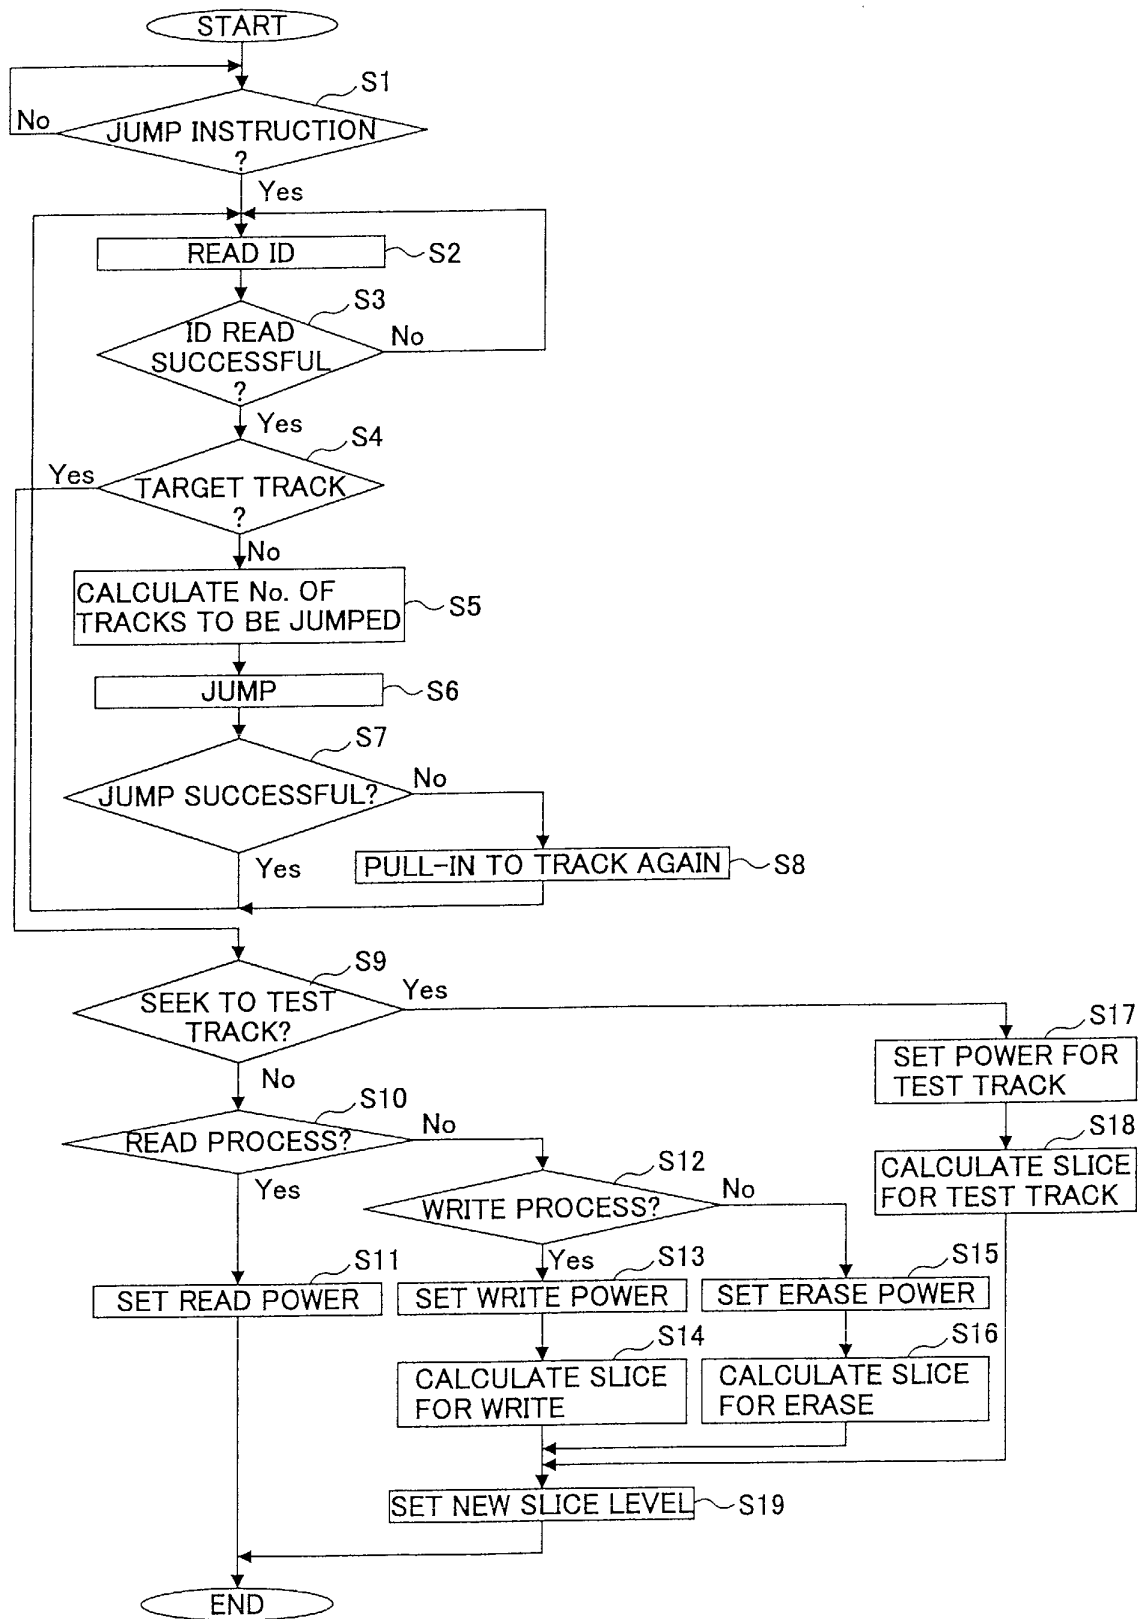 START
S1
No
JUMP INSTRUCTION
?
Yes
READ ID
S2
S3
ID READ
SUCCESSFUL
?
No
Yes
S4
Yes
TARGET TRACK
?
No
CALCULATE No. OF
TRACKS TO BE JUMPED
S5
JUMP
S6
S7
JUMP SUCCESSFUL?
No
Yes
PULL-IN TO TRACK AGAIN
S8
S9
SEEK TO TEST
TRACK?
Yes
No
S17
SET POWER FOR
TEST TRACK
S10
READ PROCESS?
No
Yes
S18
CALCULATE SLICE
FOR TEST TRACK
S12
WRITE PROCESS?
No
Yes
S11
SET READ POWER
S13
SET WRITE POWER
S15
SET ERASE POWER
S14
CALCULATE SLICE
FOR WRITE
S16
CALCULATE SLICE
FOR ERASE
SET NEW SLICE LEVEL
S19
END